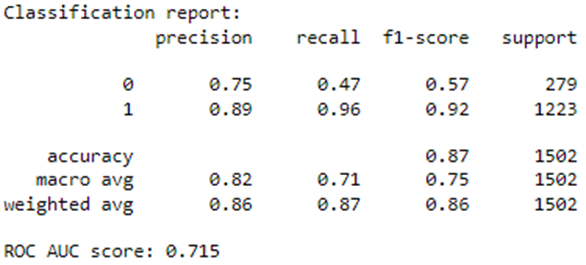 Classification report:
precision recall f1-score support
0 0.75 0.47 0.57 279
1 0.89 0.96 0.92 1223
accuracy 0.87 1502
macro avg 0.82 0.71 0.75 1502
weighted avg 0.86 0.87 0.86 1502
ROC AUC score: 0.715